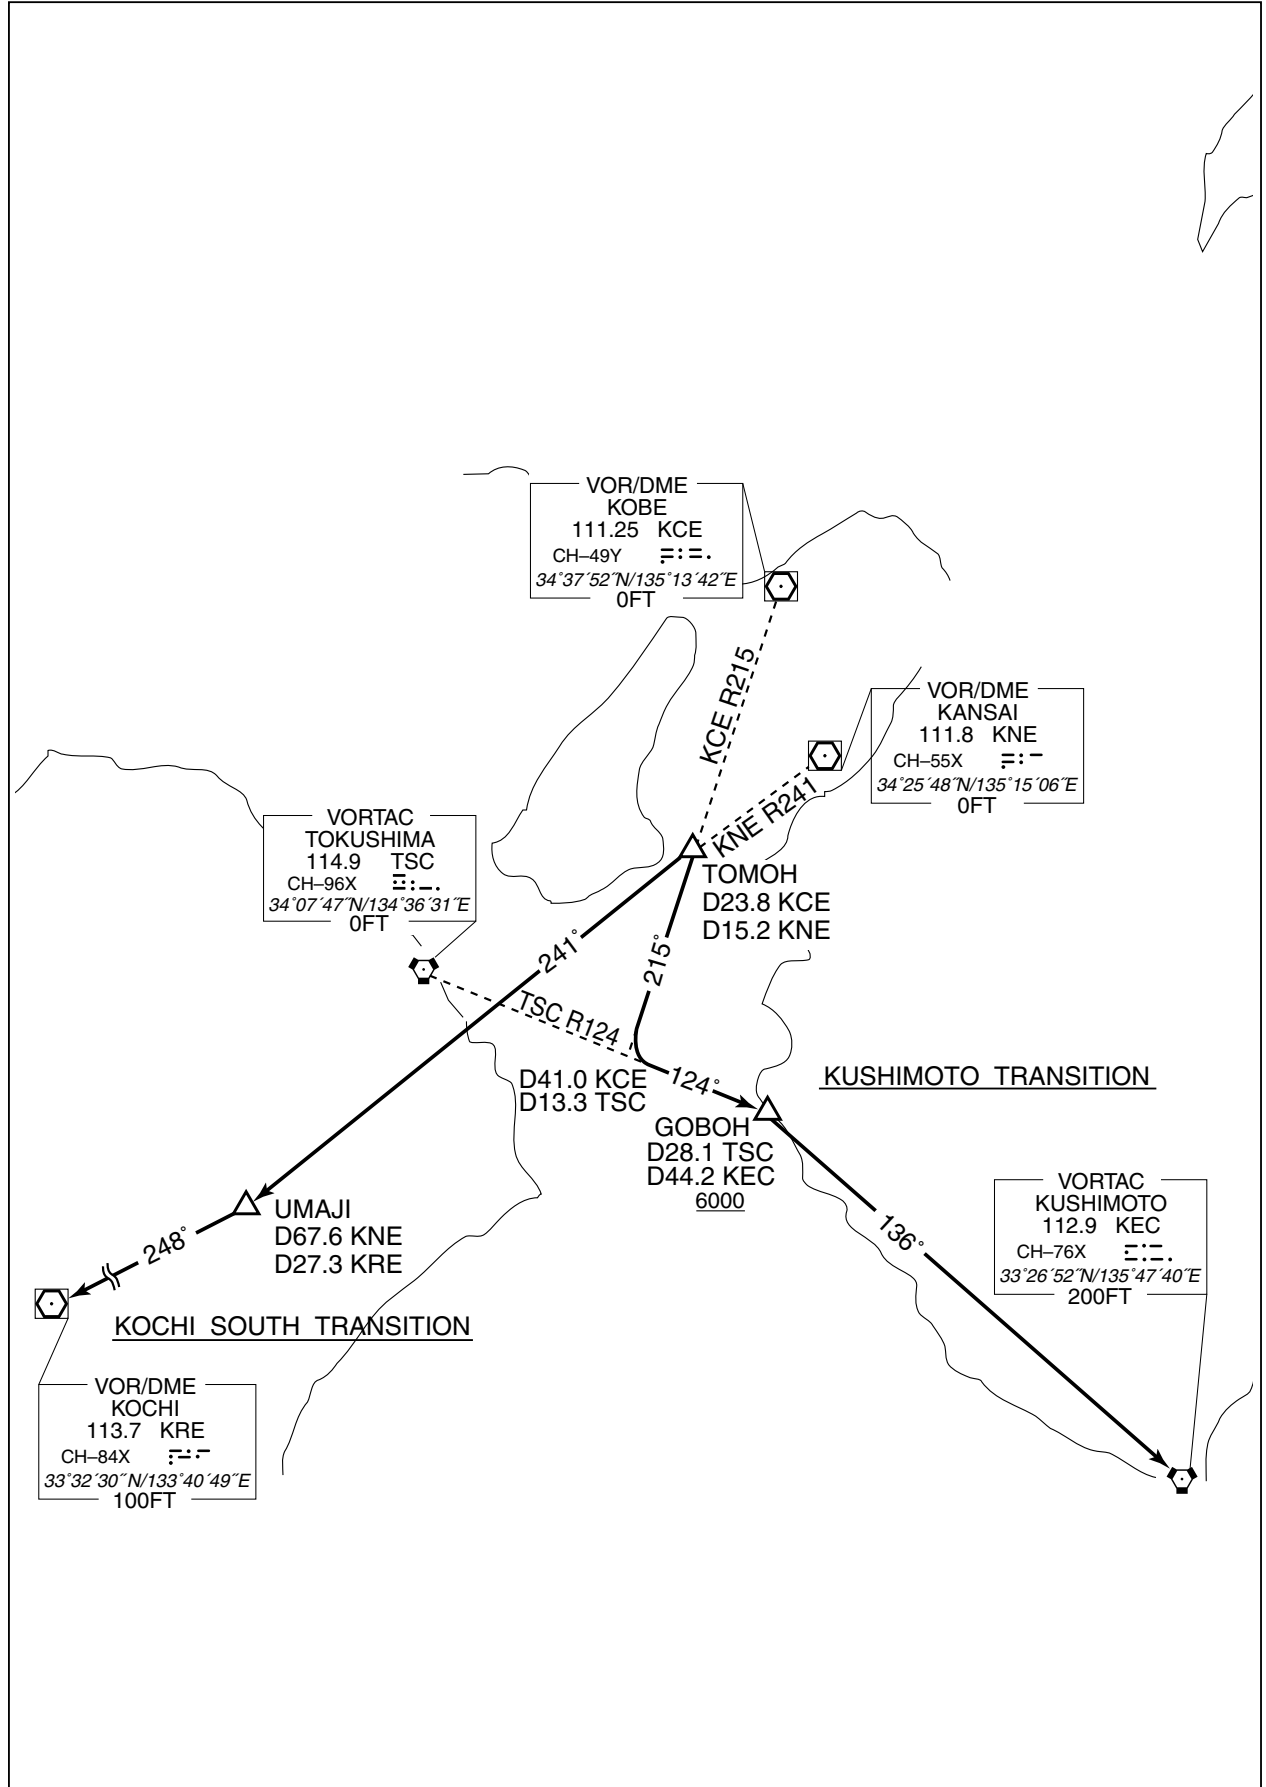 VOR/DME
KOBE
111.25 KCE
CH–49Y
34°37´52˝N/135°13´42˝E
0FT
KCE R215
VOR/DME
KANSAI
111.8 KNE
CH–55X
34°25´48˝N/135°15´06˝E
0FT
KNE R241
VORTAC
TOKUSHIMA
114.9 TSC
CH–96X
34°07´47˝N/134°36´31˝E
0FT
TOMOH
D23.8 KCE
D15.2 KNE
241°
215°
TSC R124
D41.0 KCE
D13.3 TSC
124°
KUSHIMOTO TRANSITION
GOBOH
D28.1 TSC
D44.2 KEC
6000
136°
VORTAC
KUSHIMOTO
112.9 KEC
CH–76X
33°26´52˝N/135°47´40˝E
200FT
UMAJI
D67.6 KNE
D27.3 KRE
248°
KOCHI SOUTH TRANSITION
VOR/DME
KOCHI
113.7 KRE
CH–84X
33°32´30˝N/133°40´49˝E
100FT